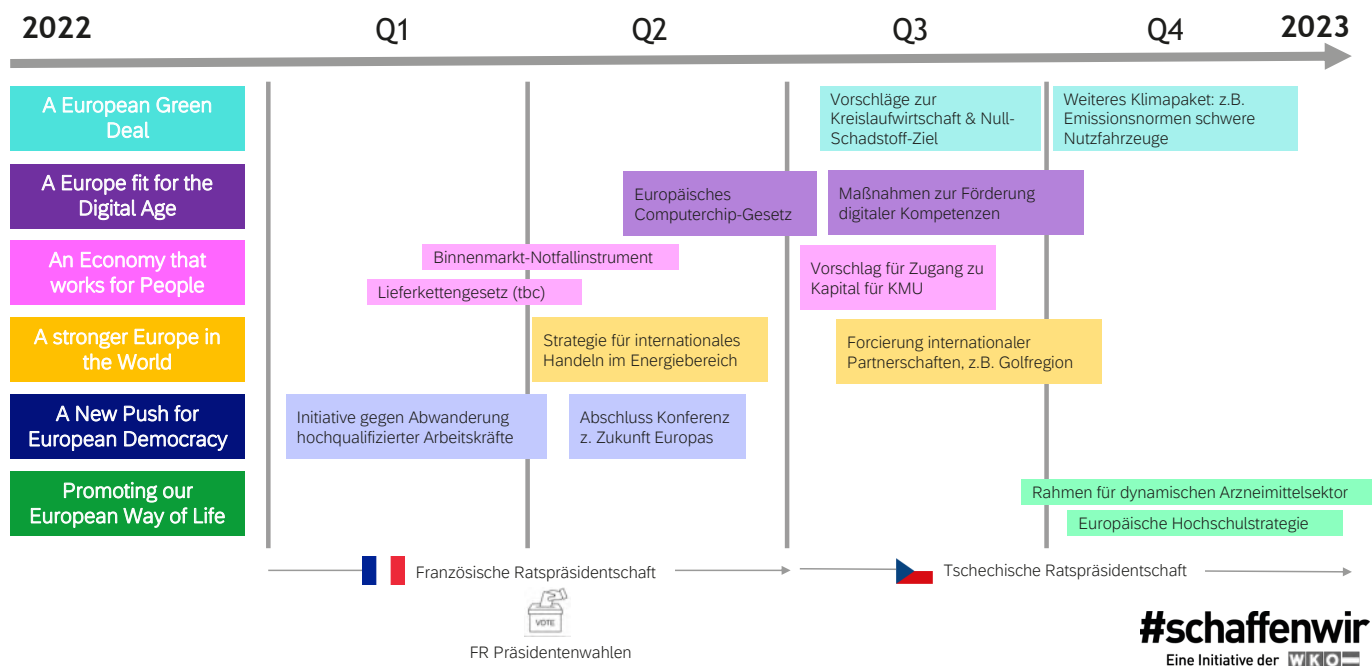 2022 Q1 Q2 Q3 Q4 2023
A European Green
Deal
Vorschläge zur
Kreislaufwirtschaft & Null-
Schadstoff-Ziel
Weiteres Klimapaket: z.B.
Emissionsnormen schwere
Nutzfahrzeuge
A Europe fit for the
Digital Age
Europäisches
Computerchip-Gesetz
Maßnahmen zur Förderung
digitaler Kompetenzen
An Economy that
works for People
Binnenmarkt-Notfallinstrument
Lieferkettengesetz (tbc)
Vorschlag für Zugang zu
Kapital für KMU
A stronger Europe in
the World
Strategie für internationales
Handeln im Energiebereich
Forcierung internationaler
Partnerschaften, z.B. Golfregion
A New Push for
European Democracy
Initiative gegen Abwanderung
hochqualifizierter Arbeitskräfte
Abschluss Konferenz
z. Zukunft Europas
Promoting our
European Way of Life
Rahmen für dynamischen Arzneimittelsektor
Europäische Hochschulstrategie
Französische Ratspräsidentschaft
Tschechische Ratspräsidentschaft
VOTE
FR Präsidentenwahlen
#schaffenwir
Eine Initiative der WKO